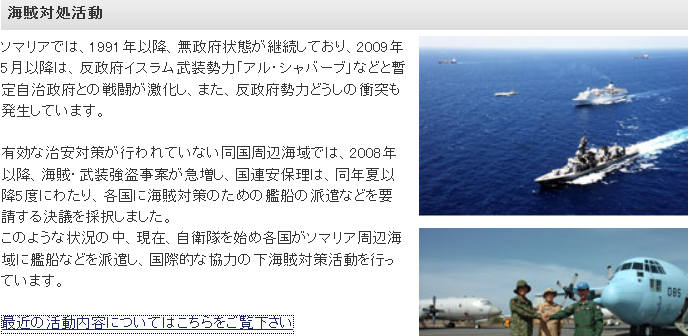 海賊対処活動
ソマリアでは、1991年以降、無政府状態が継続しており、2009年
5月以降は、反政府イスラム武装勢力「アル・シャバーブ」などと暫
定自治政府との戦闘が激化し、また、反政府勢力どうしの衝突も
発生しています。
有効な治安対策が行われていない同国周辺海域では、2008年
以降、海賊・武装強盗事案が急増し、国連安保理は、同年夏以
降5度にわたり、各国に海賊対策のための艦船の派遣などを要
請する決議を採択しました。
このような状況の中、現在、自衛隊を始め各国がソマリア周辺海
域に艦船などを派遣し、国際的な協力の下海賊対策活動を行っ
ています。
最近の活動内容についてはこちらをご覧下さい
085